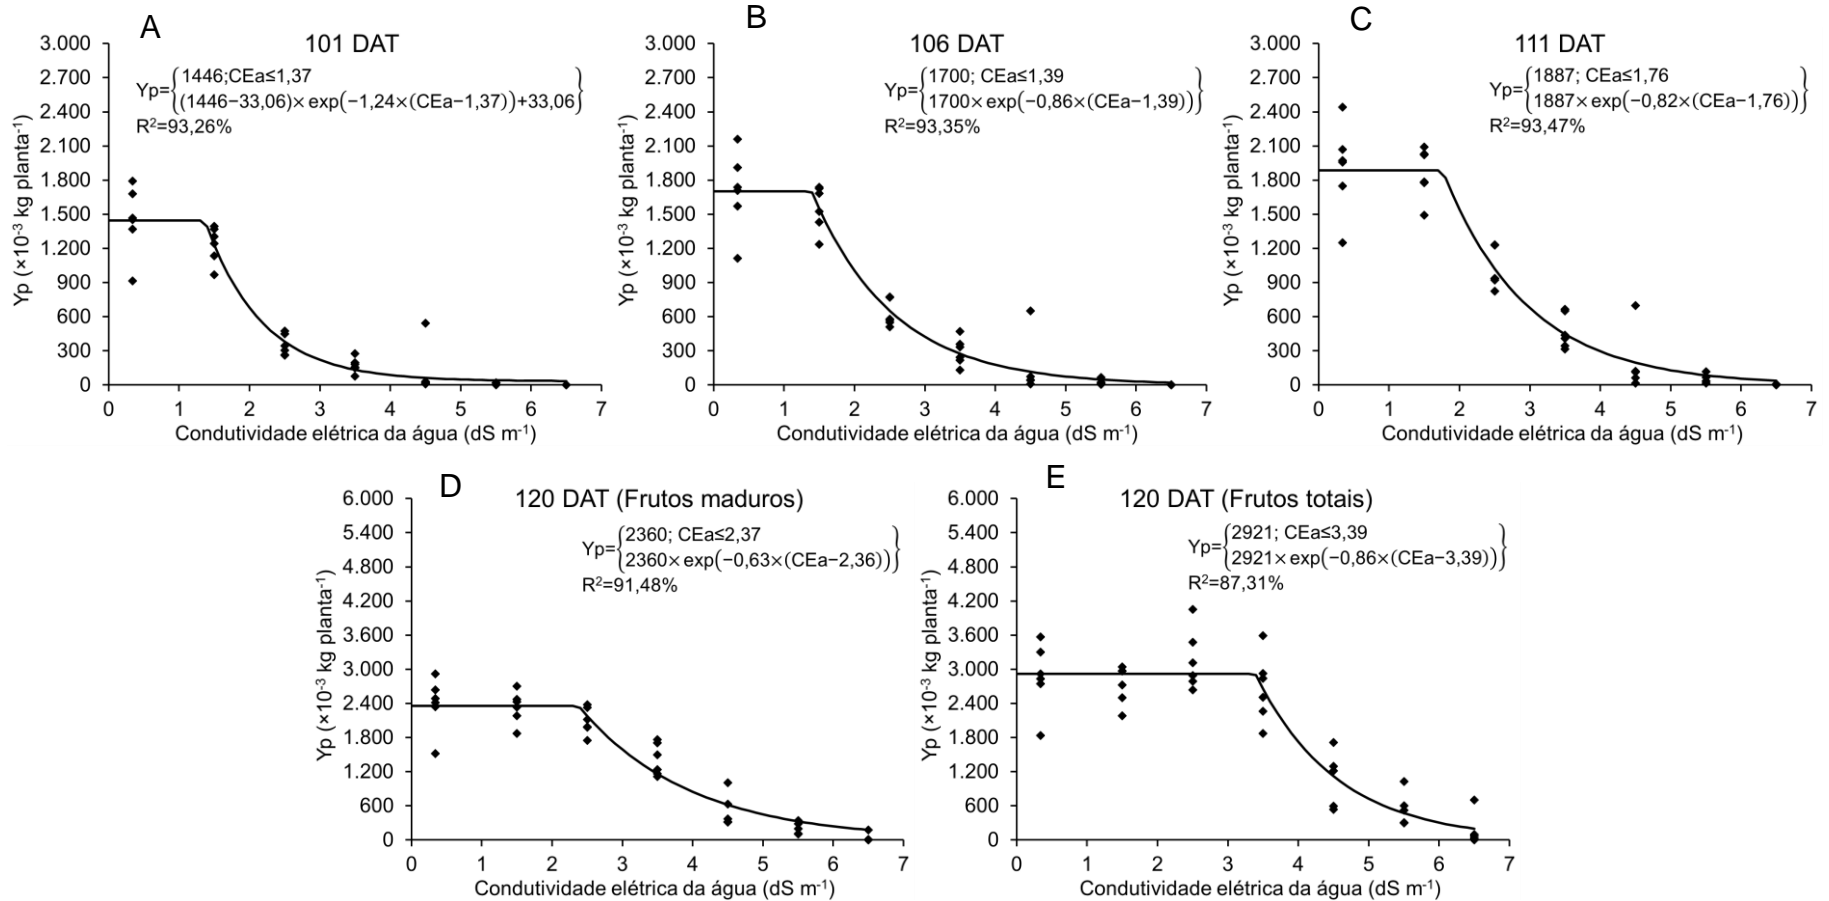 A
101 DAT
3.000
2.700
2.400
2.100
1.800
1.500
1.200
900
600
300
0
Yp (×10-3 kg planta-1)
Yp={1446;CEa≤1,37
(1446−33,06)×exp(−1,24×(CEa−1,37))+33,06}
R²=93,26%
0 1 2 3 4 5 6 7
Condutividade elétrica da água (dS m-1)
B
106 DAT
3.000
2.700
2.400
2.100
1.800
1.500
1.200
900
600
300
0
Yp (×10-3 kg planta-1)
Yp={1700; CEa≤1,39
1700×exp(−0,86×(CEa−1,39))}
R²=93,35%
0 1 2 3 4 5 6 7
Condutividade elétrica da água (dS m-1)
C
111 DAT
3.000
2.700
2.400
2.100
1.800
1.500
1.200
900
600
300
0
Yp (×10-3 kg planta-1)
Yp={1887; CEa≤1,76
1887×exp(−0,82×(CEa−1,76))}
R²=93,47%
0 1 2 3 4 5 6 7
Condutividade elétrica da água (dS m-1)
D
120 DAT (Frutos maduros)
6.000
5.400
4.800
4.200
3.600
3.000
2.400
1.800
1.200
600
0
Yp (×10-3 kg planta-1)
Yp={2360; CEa≤2,37
2360×exp(−0,63×(CEa−2,36))}
R²=91,48%
0 1 2 3 4 5 6 7
Condutividade elétrica da água (dS m-1)
E
120 DAT (Frutos totais)
6.000
5.400
4.800
4.200
3.600
3.000
2.400
1.800
1.200
600
0
Yp (×10-3 kg planta-1)
Yp={2921; CEa≤3,39
2921×exp(−0,86×(CEa−3,39))}
R²=87,31%
0 1 2 3 4 5 6 7
Condutividade elétrica da água (dS m-1)